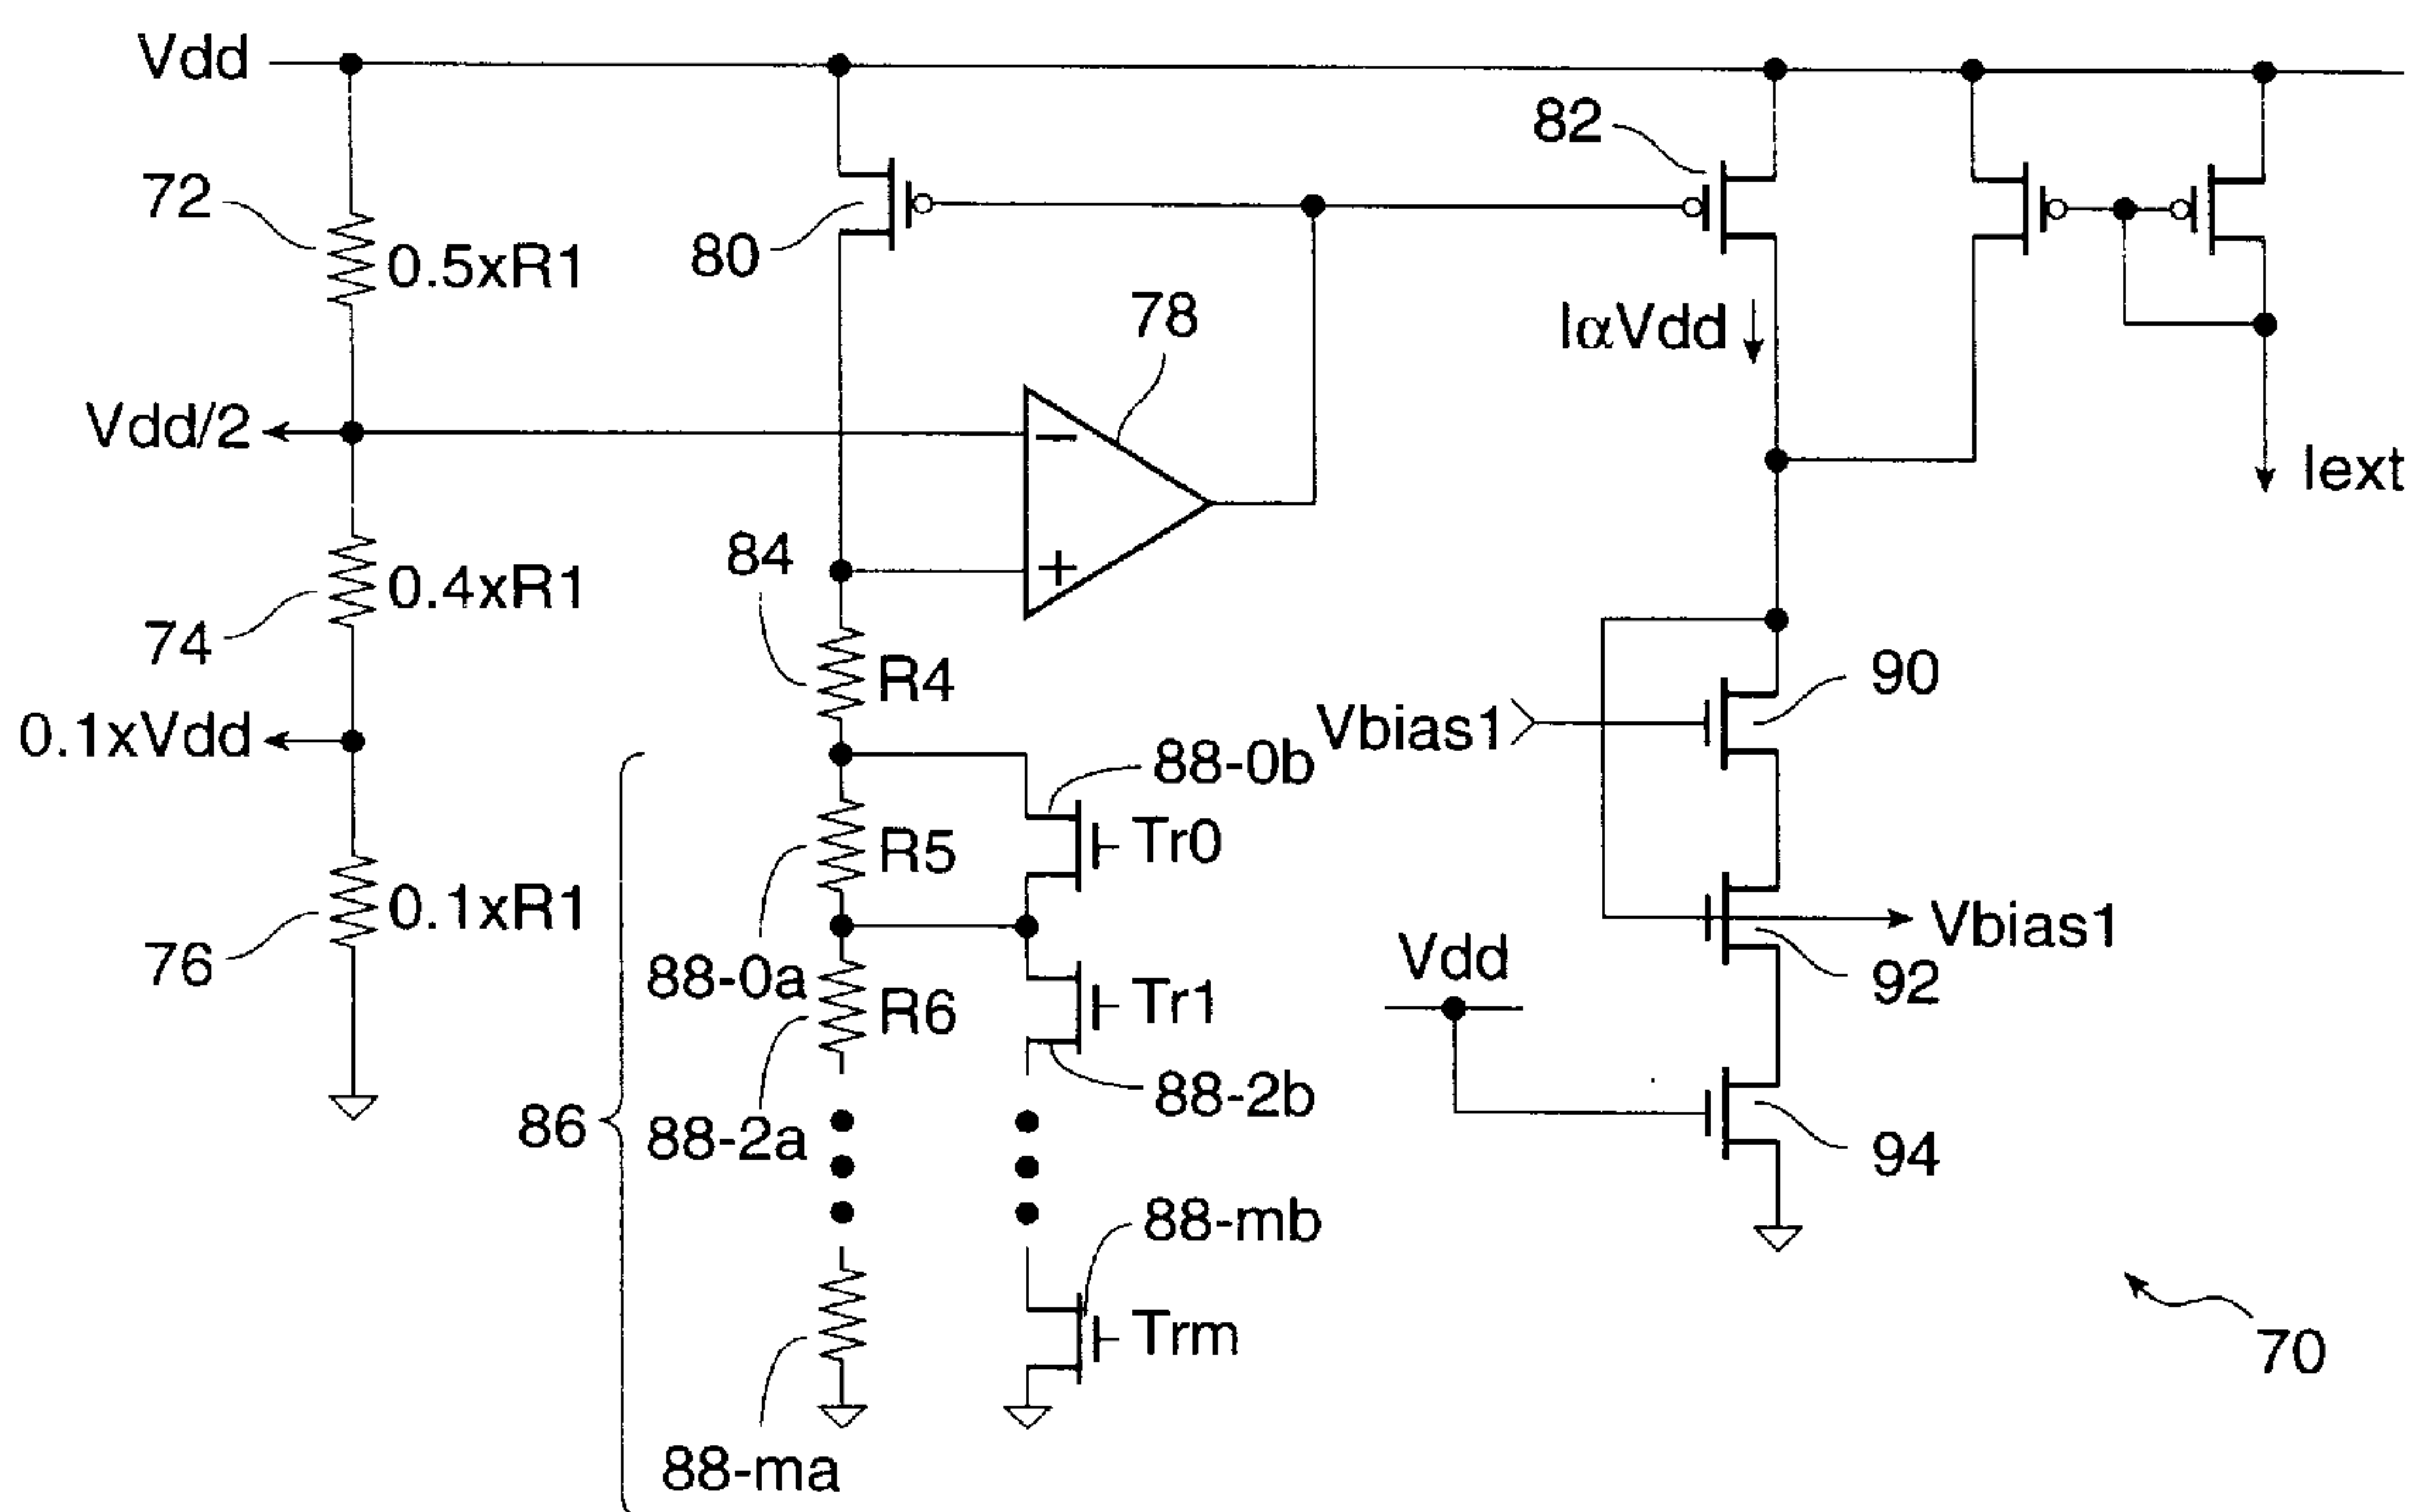 Vdd
82
72
0.5xR1
80
78
IαVdd
Vdd/2
Iext
84
0.4xR1
74
R4
90
0.1xVdd
Vbias1
88-0b
R5
Tr0
0.1xR1
76
88-0a
Vbias1
Vdd
92
R6
Tr1
88-2b
86
88-2a
94
88-mb
Trm
70
88-ma